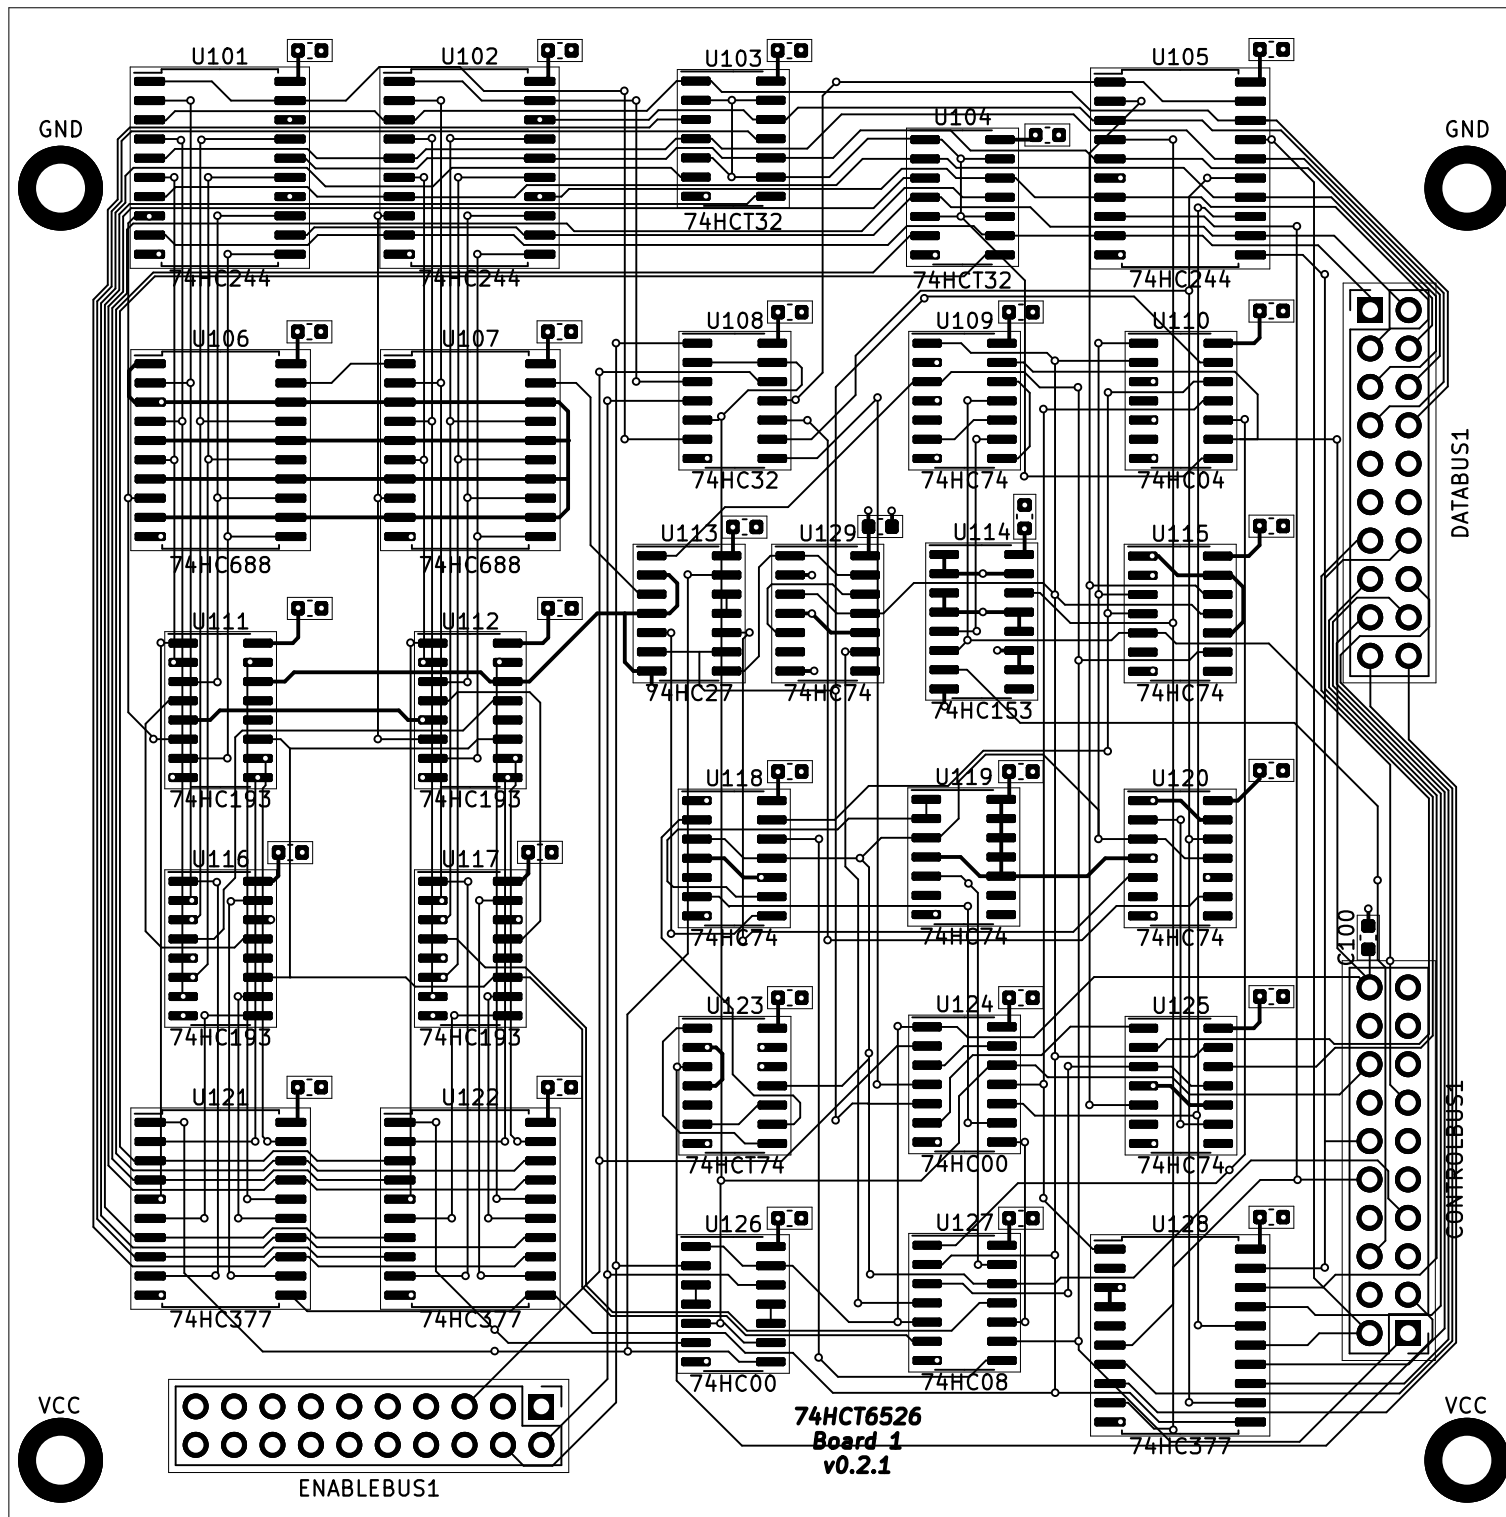 U101
U102
U103
U105
GND
U104
GND
74HCT32
74HC244
74HC244
74HCT32
74HC244
U106
U107
U108
U109
U110
DATABUS1
74HC32
74HC74
74HC04
U113
U129
U114
U115
74HC688
74HC688
U111
U112
74HC27
74HC74
74HC153
74HC74
U118
U119
U120
74HC193
74HC193
U116
U117
C100
74HC74
74HC74
74HC74
U123
U124
U125
74HC193
74HC193
U121
U122
CONTROLBUS1
74HCT74
74HC00
74HC74
U126
U127
U128
74HC377
74HC377
74HC00
74HC08
VCC
VCC
74HCT6526
Board 1
v0.2.1
74HC377
ENABLEBUS1